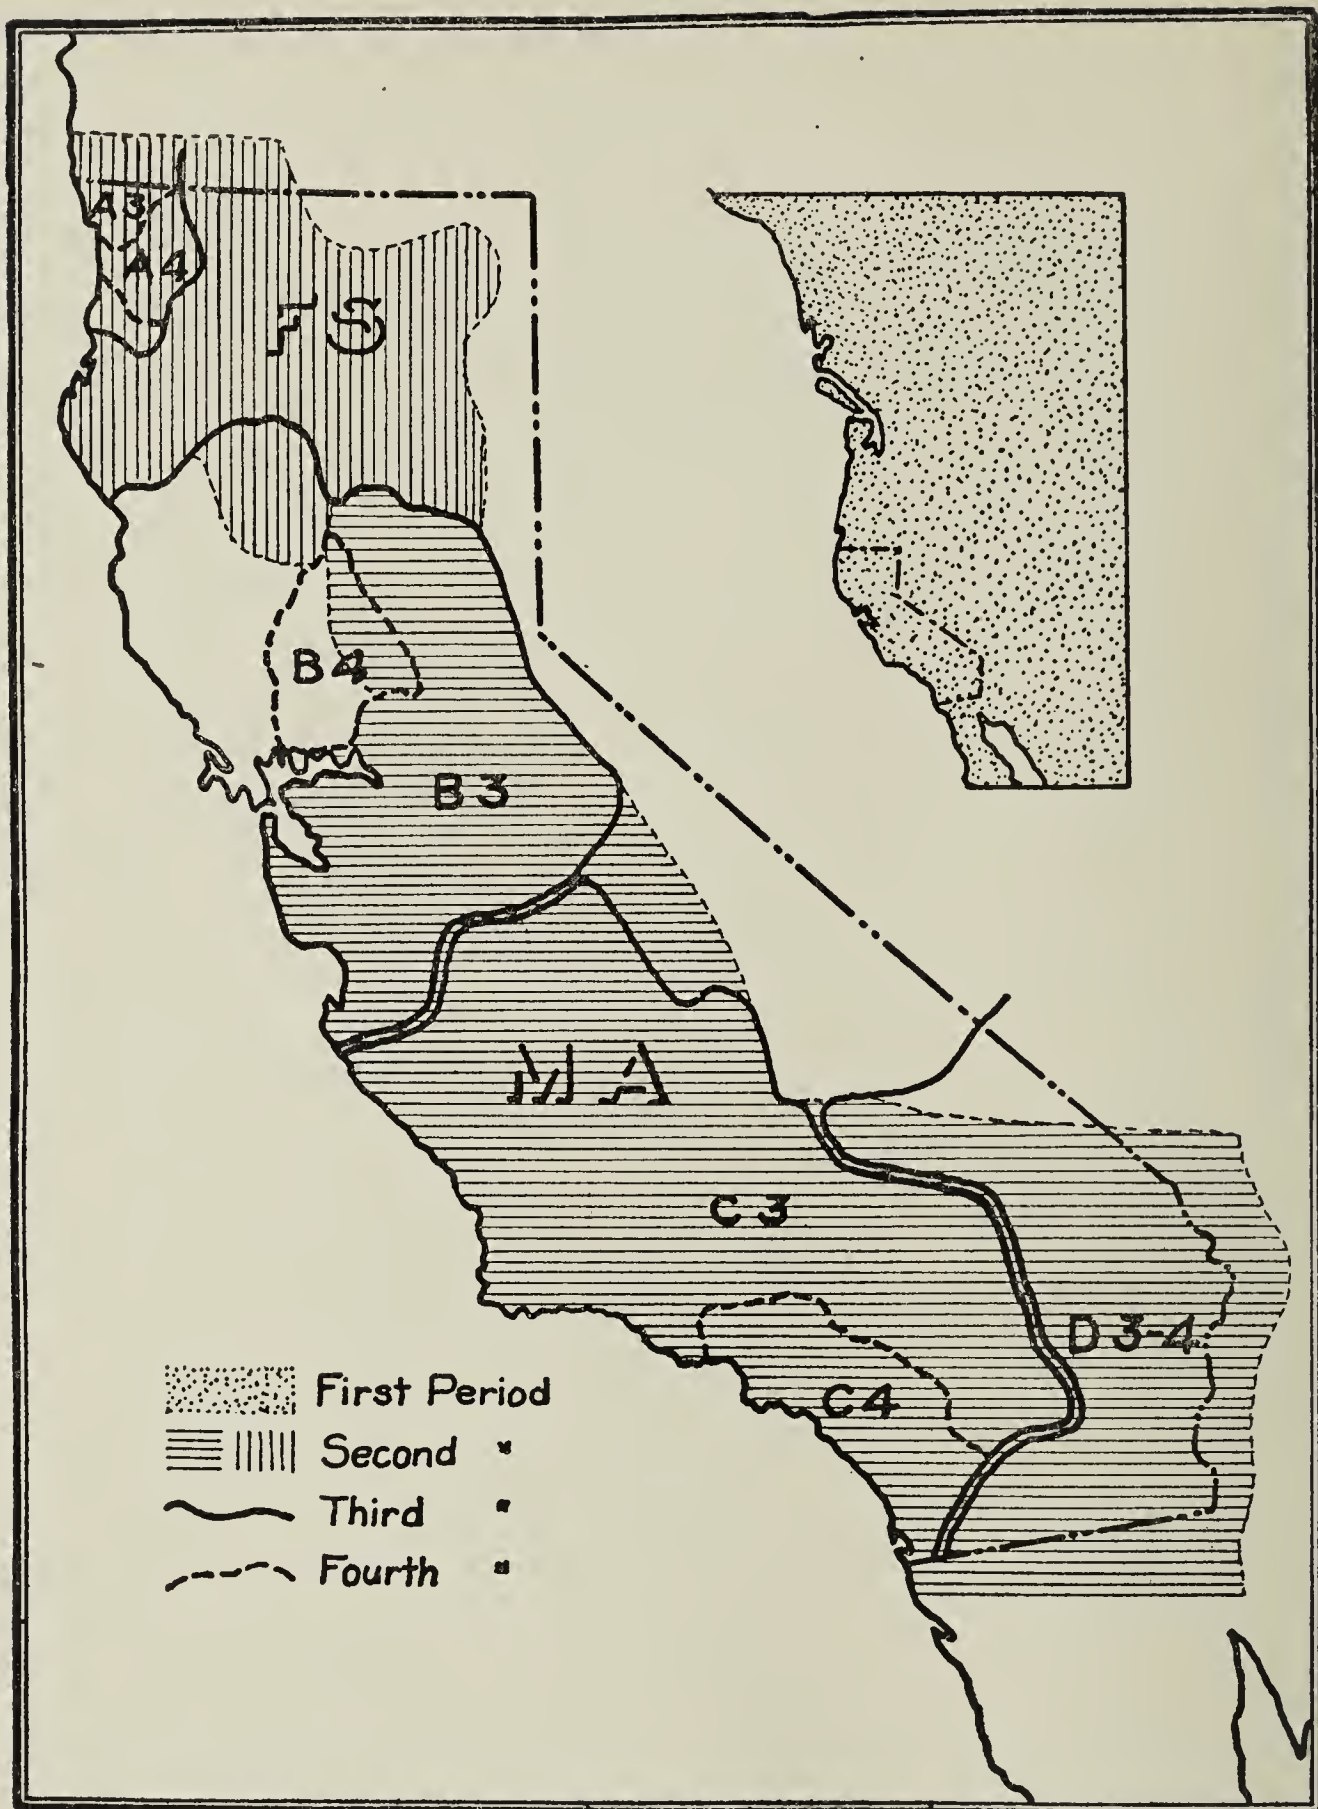 A3
A4
FS
B4
B3
MA
C3
D3-4
C4
First Period
Second "
Third "
Fourth "